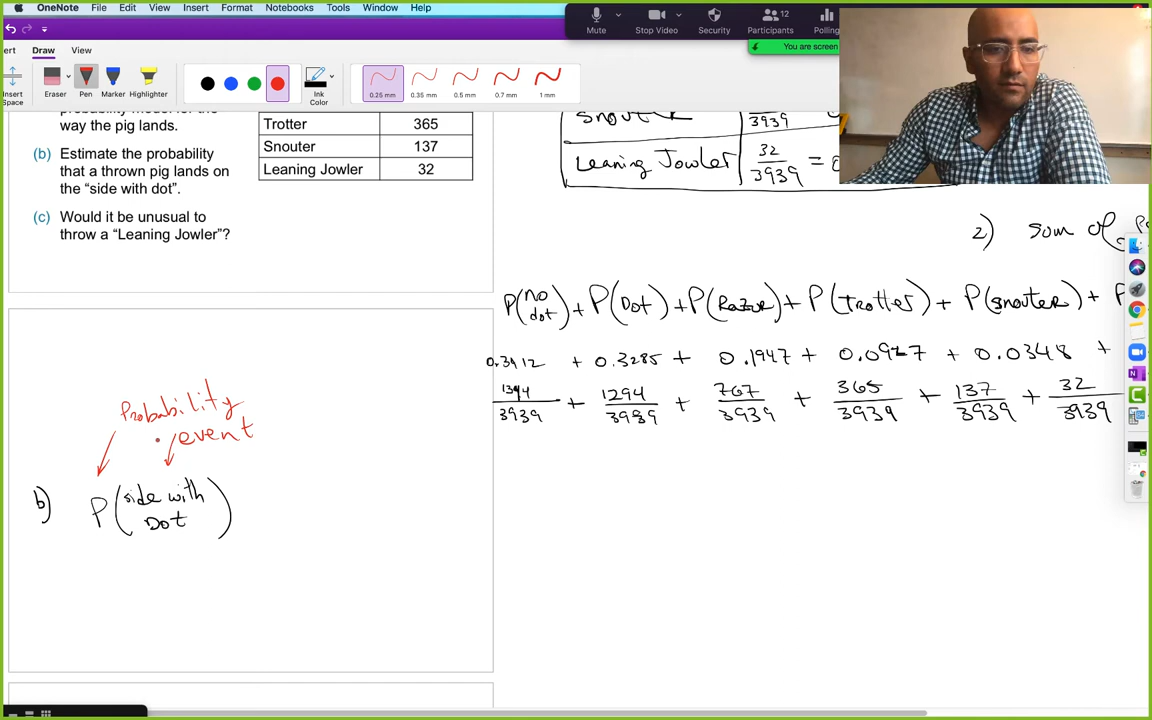 OneNote File Edit View Insert Format Notebooks Tools Window Help
Mute Stop Video Security Participants 12 Polling
You are screen
Draw View
Insert Space
Eraser Pen Marker Highlighter
Ink Color
0.25 mm 0.35 mm 0.5 mm 0.7 mm 1 mm
way the pig lands.
(b) Estimate the probability
that a thrown pig lands on
the “side with dot”.
(c) Would it be unusual to
throw a “Leaning Jowler”?
Trotter 365
Snouter 137
Leaning Jowler 32
Snouter 3939
Leaning Jowler 32/3939 = 0
2) sum of
P(no dot) + P(Dot) + P(Razor) + P(Trotter) + P(snouter) + P
0.3412 + 0.3285 + 0.1947 + 0.0927 + 0.0348 +
1344/3939 + 1294/3939 + 767/3939 + 365/3939 + 137/3939 + 32/3939
Probability
event
b) P(side with Dot)